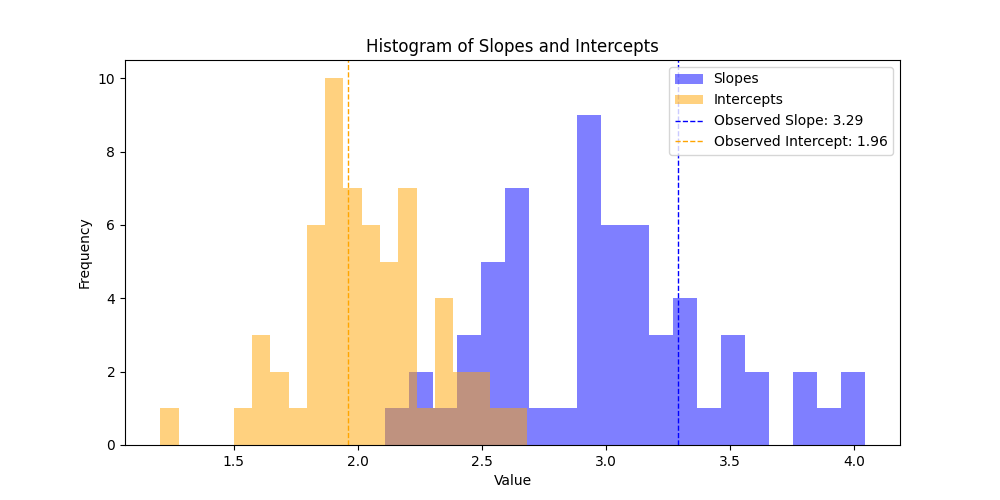 Histogram of Slopes and Intercepts
Slopes
Intercepts
Observed Slope: 3.29
Observed Intercept: 1.96
Frequency
10
8
6
4
2
0
1.5 2.0 2.5 3.0 3.5 4.0
Value